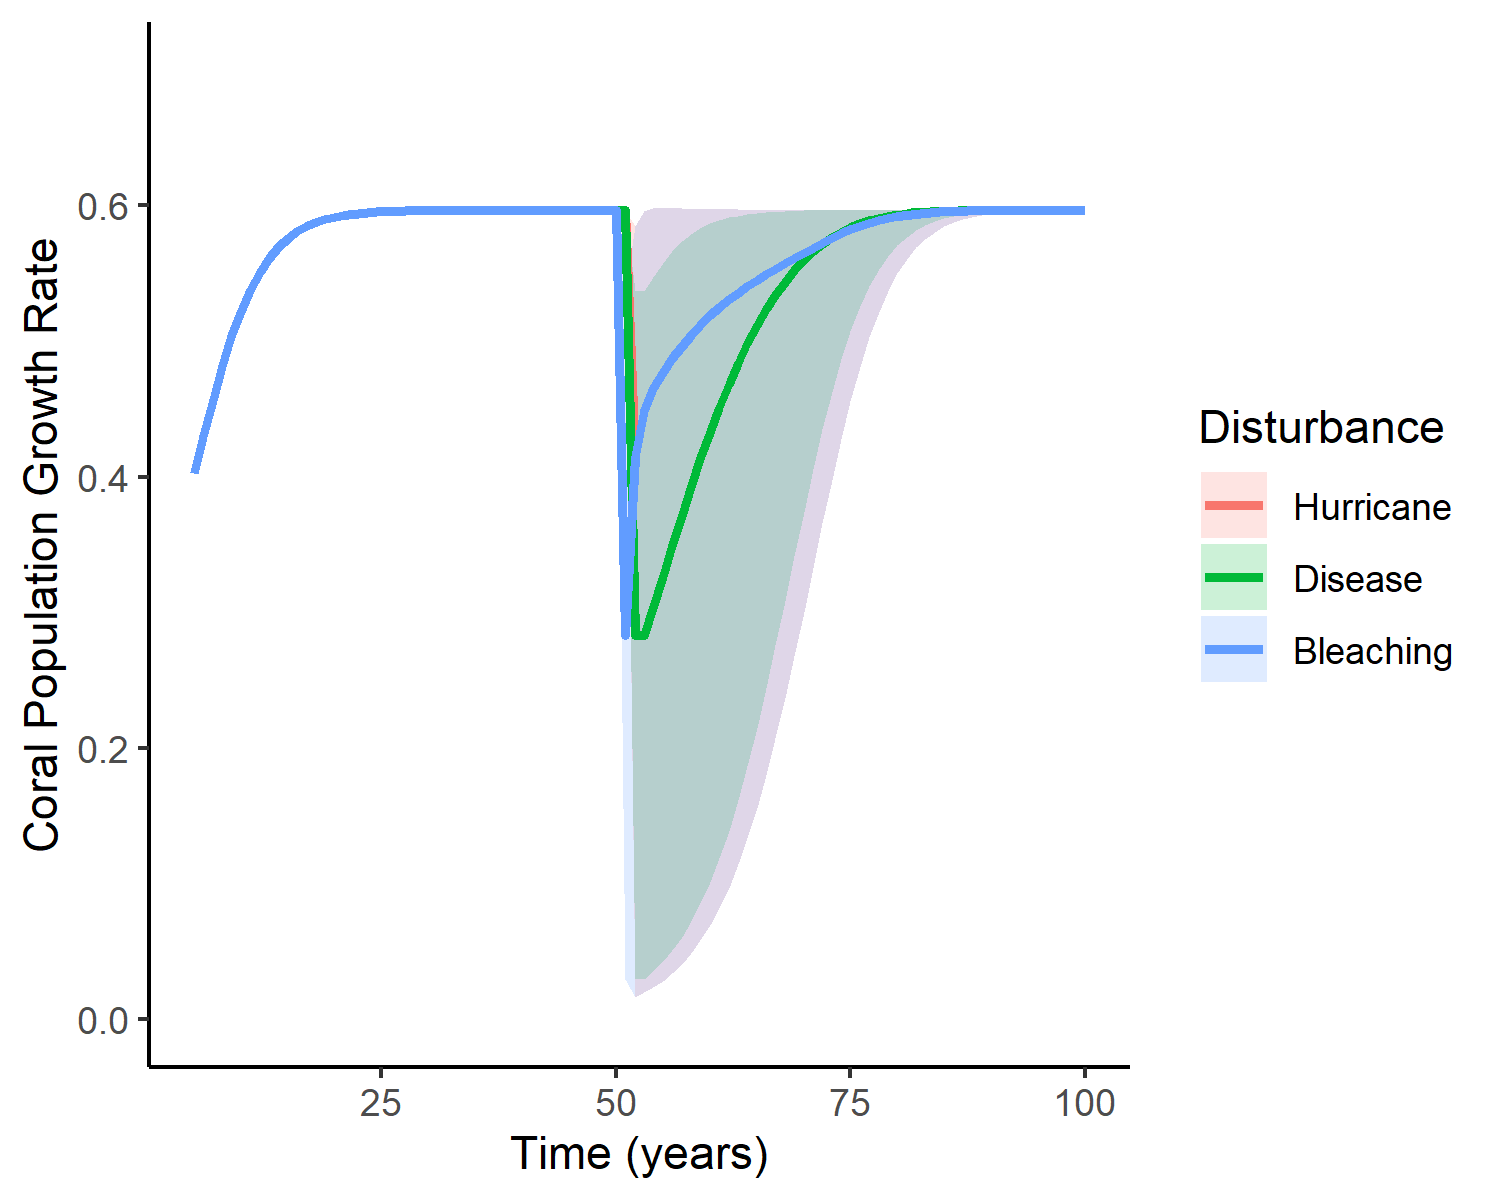 Coral Population Growth Rate
0.6
0.4
0.2
0.0
25
50
75
100
Time (years)
Disturbance
Hurricane
Disease
Bleaching